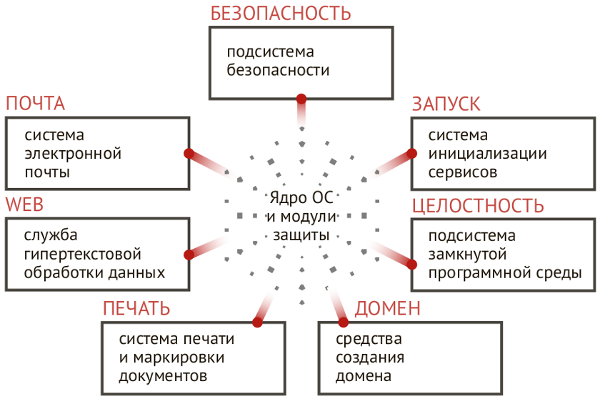 БЕЗОПАСНОСТЬ
подсистема
безопасности
ПОЧТА
система
электронной
почты
ЗАПУСК
система
инициализации
сервисов
Ядро ОС
и модули
защиты
WEB
служба
гипертекстовой
обработки данных
ЦЕЛОСТНОСТЬ
подсистема
замкнутой
программной среды
ПЕЧАТЬ
система печати
и маркировки
документов
ДОМЕН
средства
создания
домена